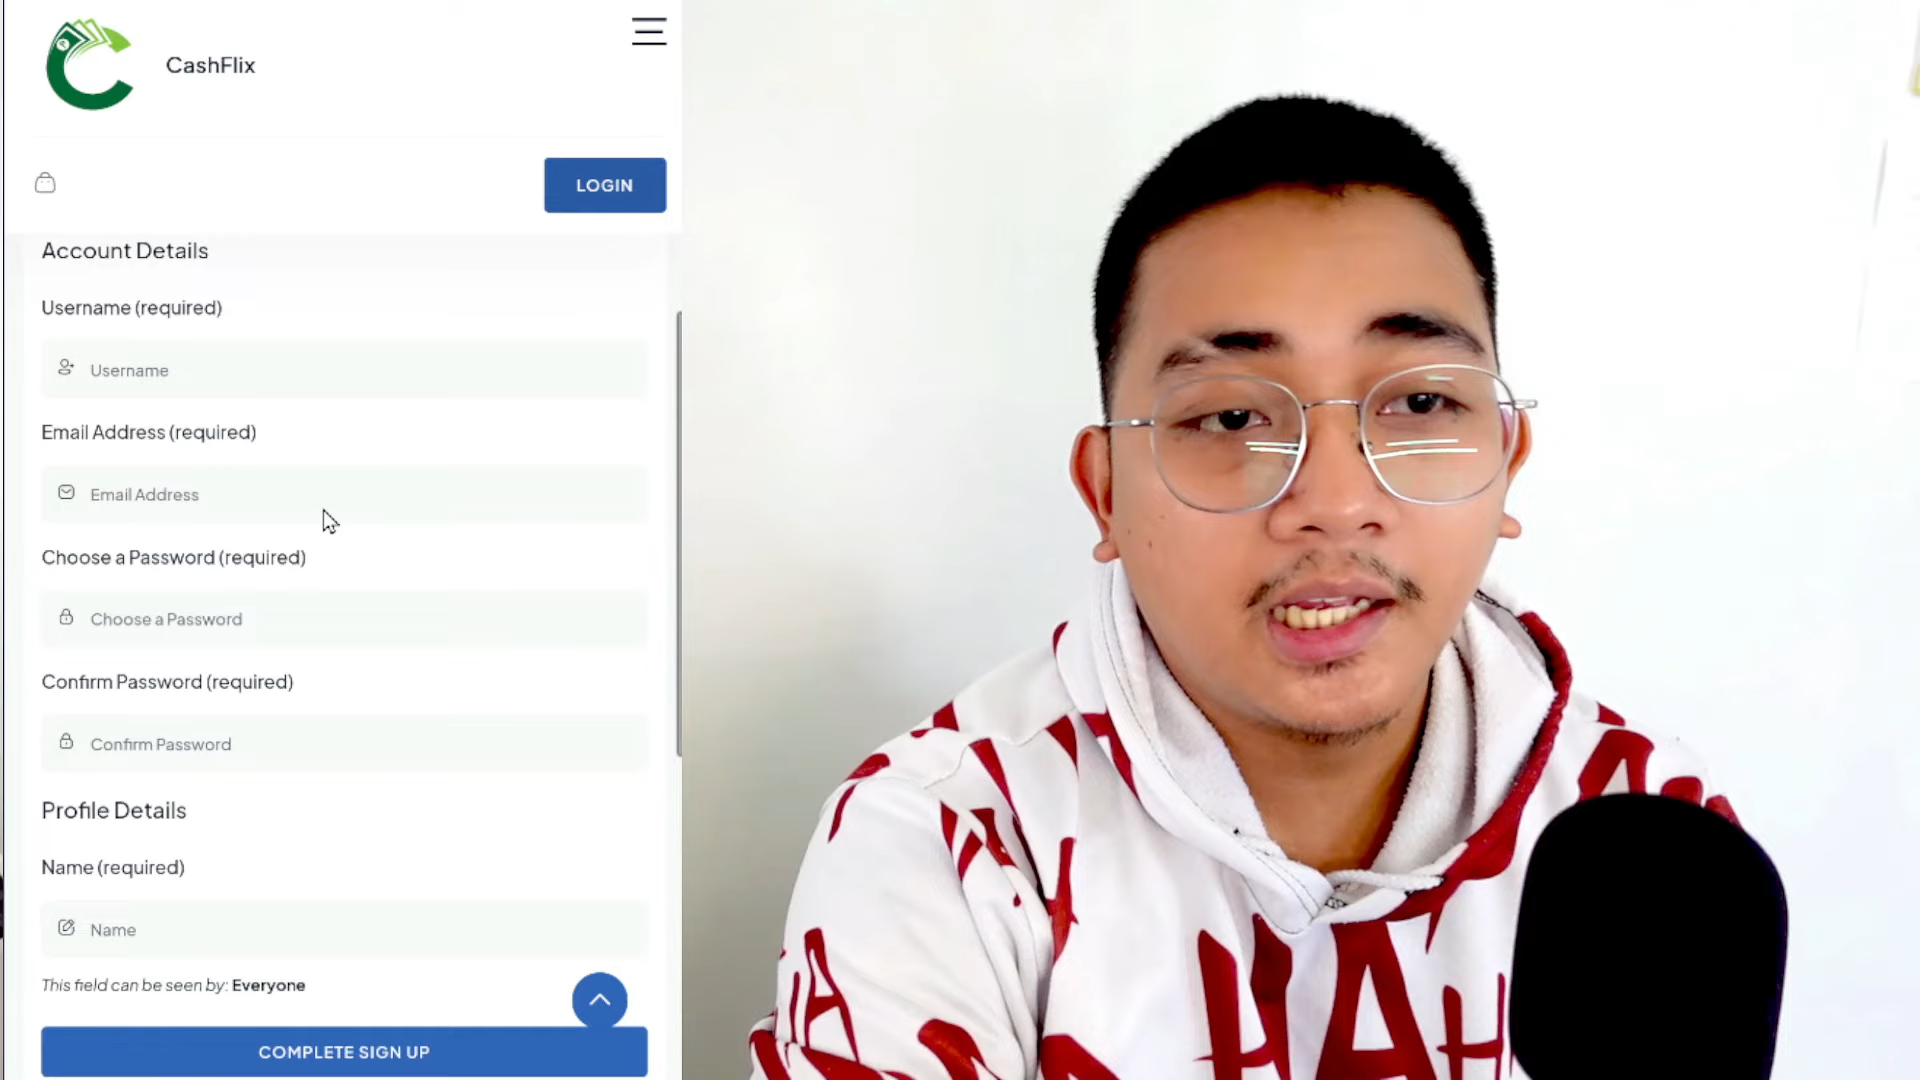 CashFlix
LOGIN
Account Details
Username (required)
Username
Email Address (required)
Email Address
Choose a Password (required)
Choose a Password
Confirm Password (required)
Confirm Password
Profile Details
Name (required)
Name
This field can be seen by: Everyone
COMPLETE SIGN UP
HAH